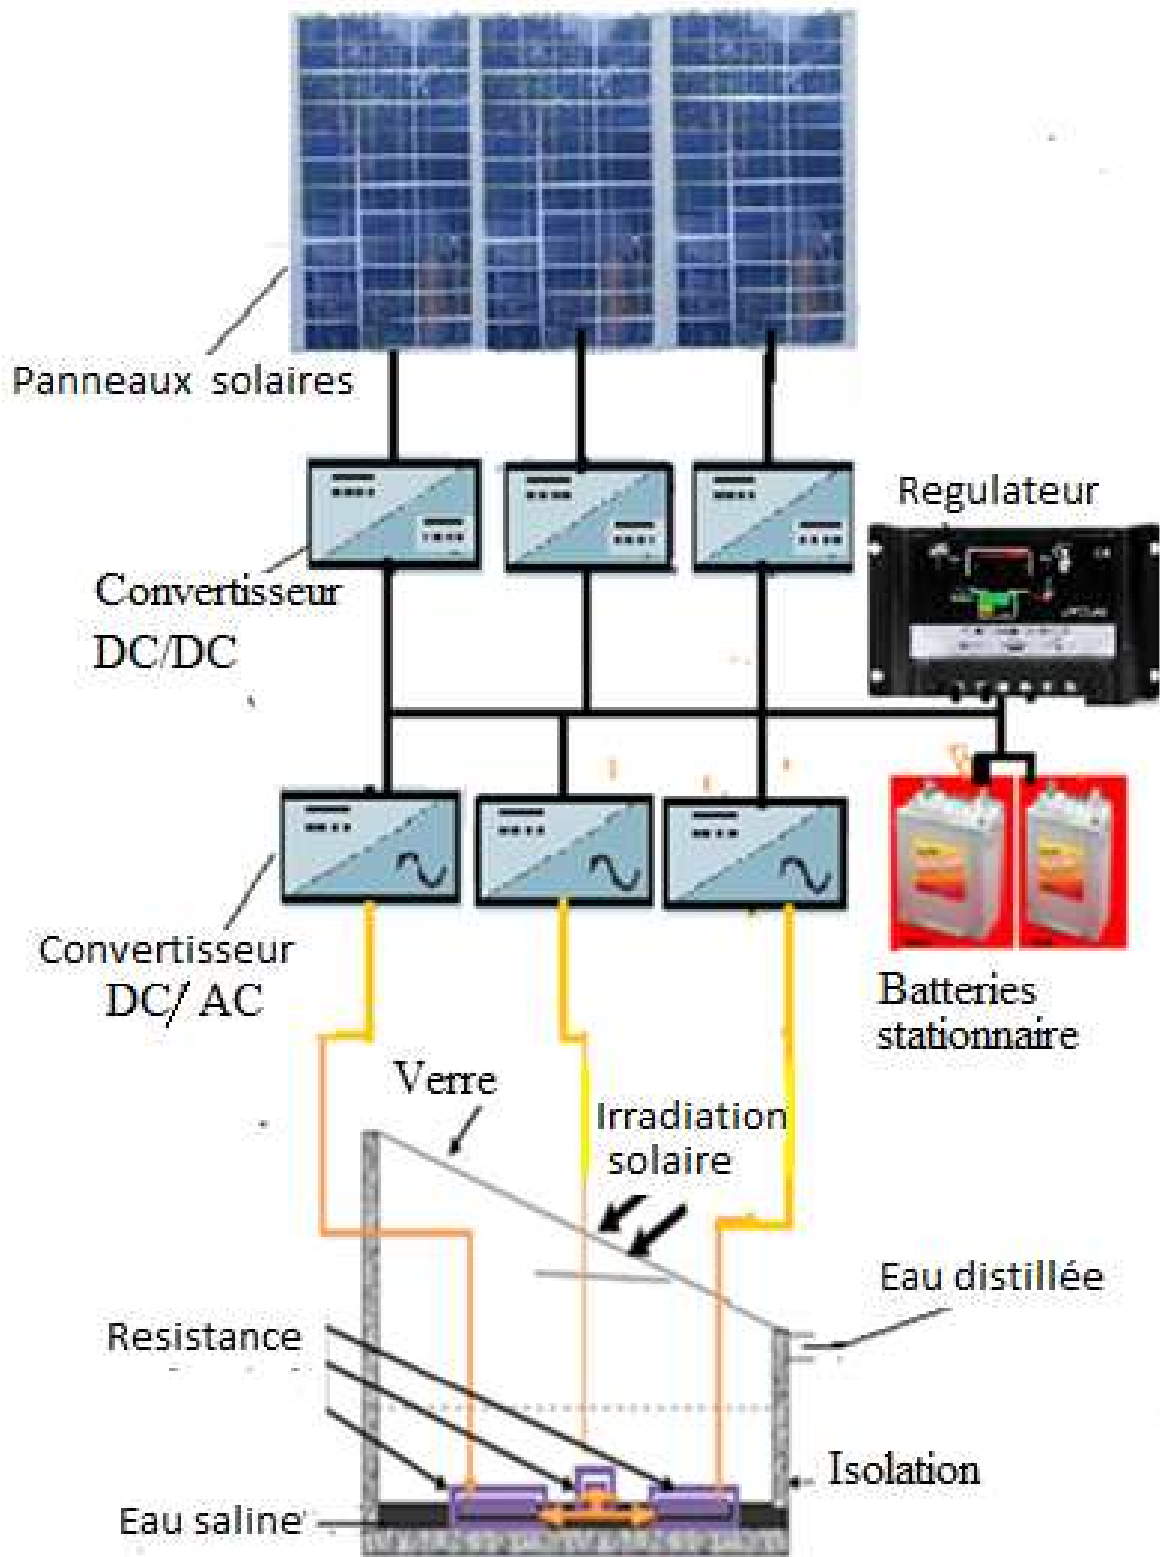 Panneaux solaires
Regulateur
Convertisseur
DC/DC
Convertisseur
DC/ AC
Batteries
stationnaire
Verre
Irradiation
solaire
Eau distillée
Resistance
Isolation
Eau saline